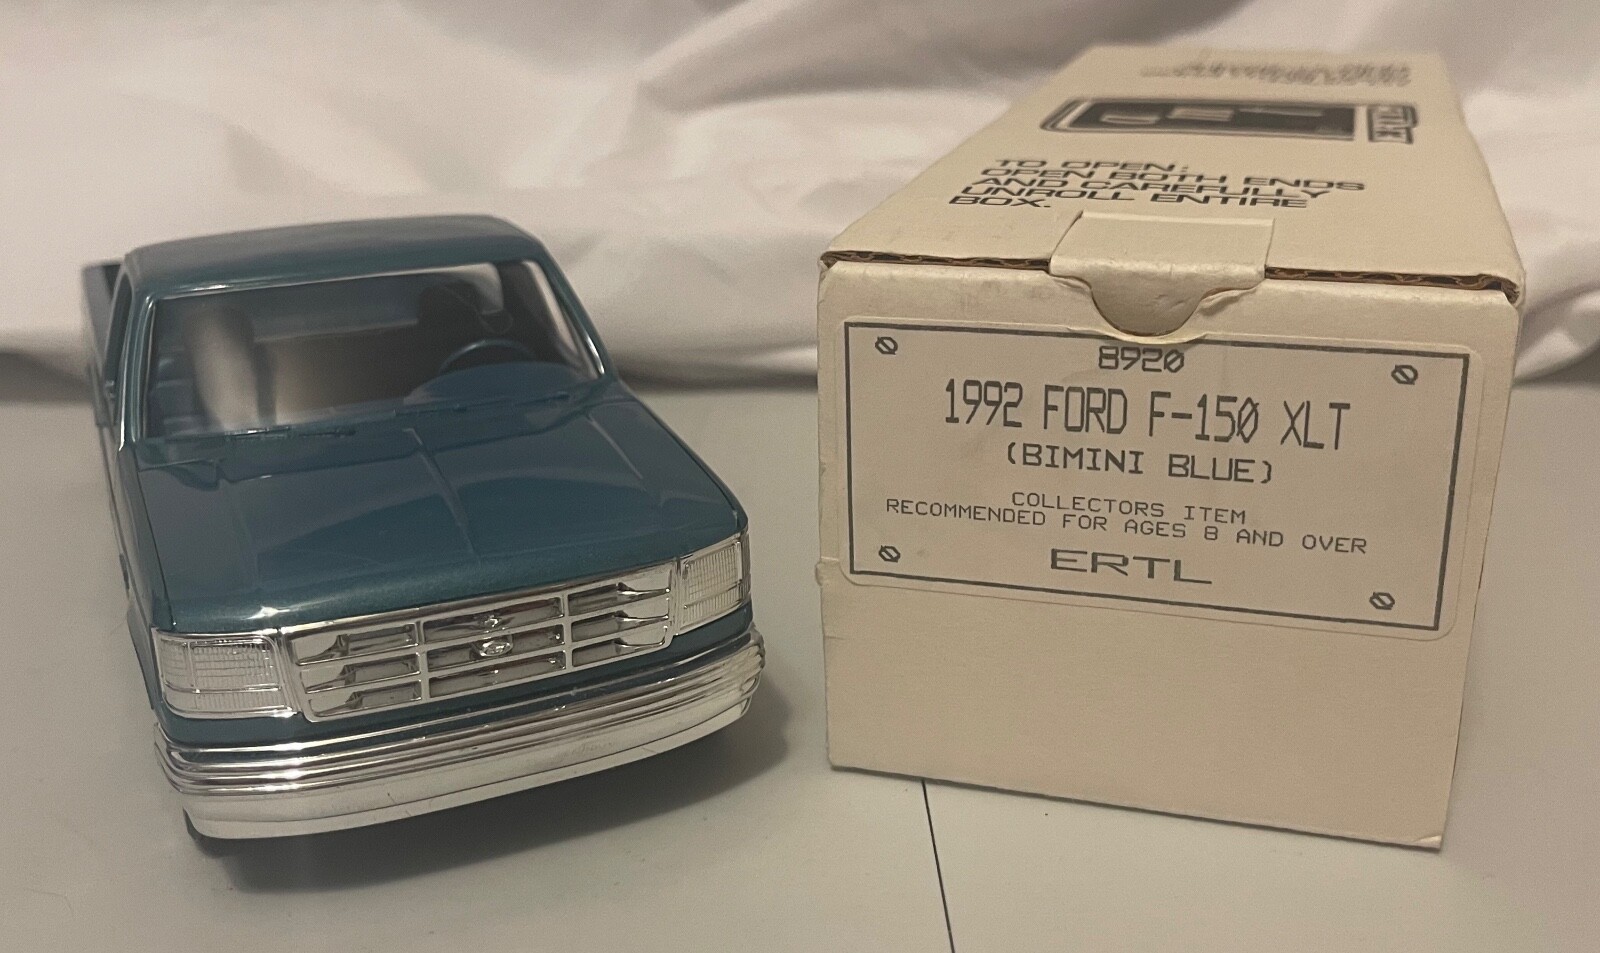 TO OPEN:
OPEN BOTH ENDS
AND CAREFULLY
UNROLL ENTIRE
BOX.
8920
1992 FORD F-150 XLT
(BIMINI BLUE)
COLLECTORS ITEM
RECOMMENDED FOR AGES 8 AND OVER
ERTL